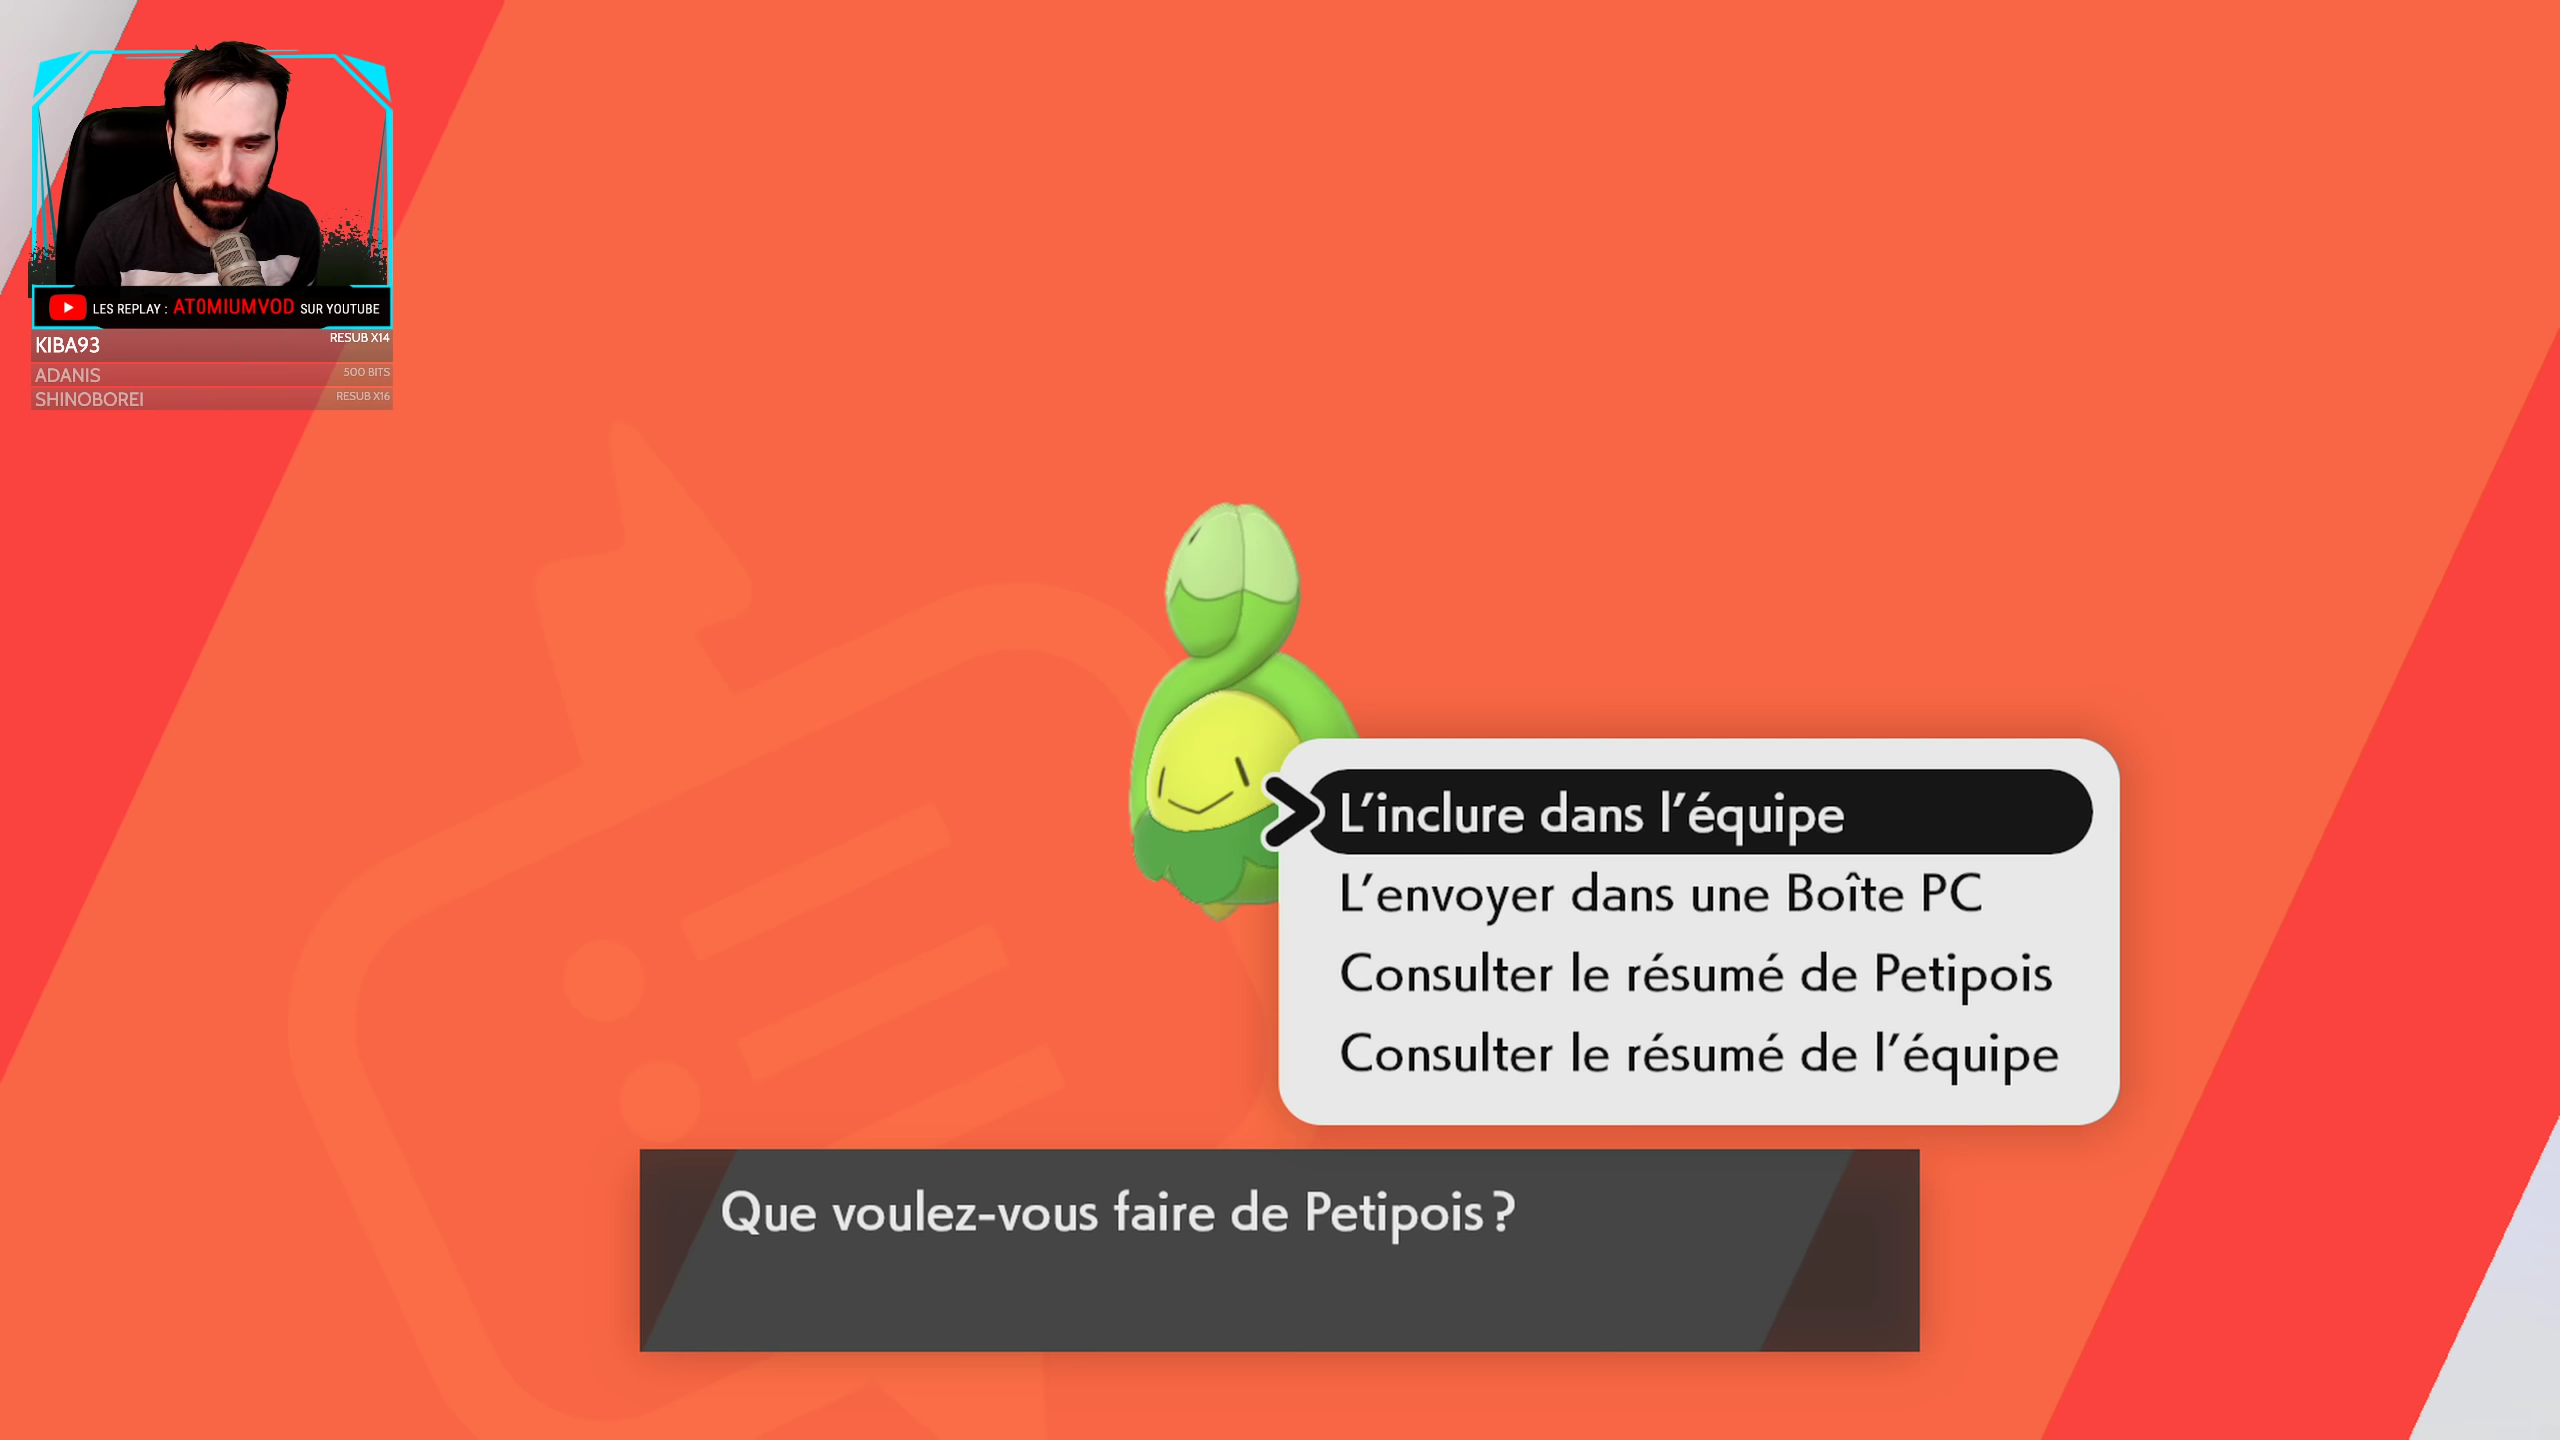 LES REPLAY : AT0MIUMVOD SUR YOUTUBE
KIBA93 RESUB X14
ADANIS 500 BITS
SHINOBOREI RESUB X16
L'inclure dans l'équipe
L'envoyer dans une Boîte PC
Consulter le résumé de Petipois
Consulter le résumé de l'équipe
Que voulez-vous faire de Petipois ?